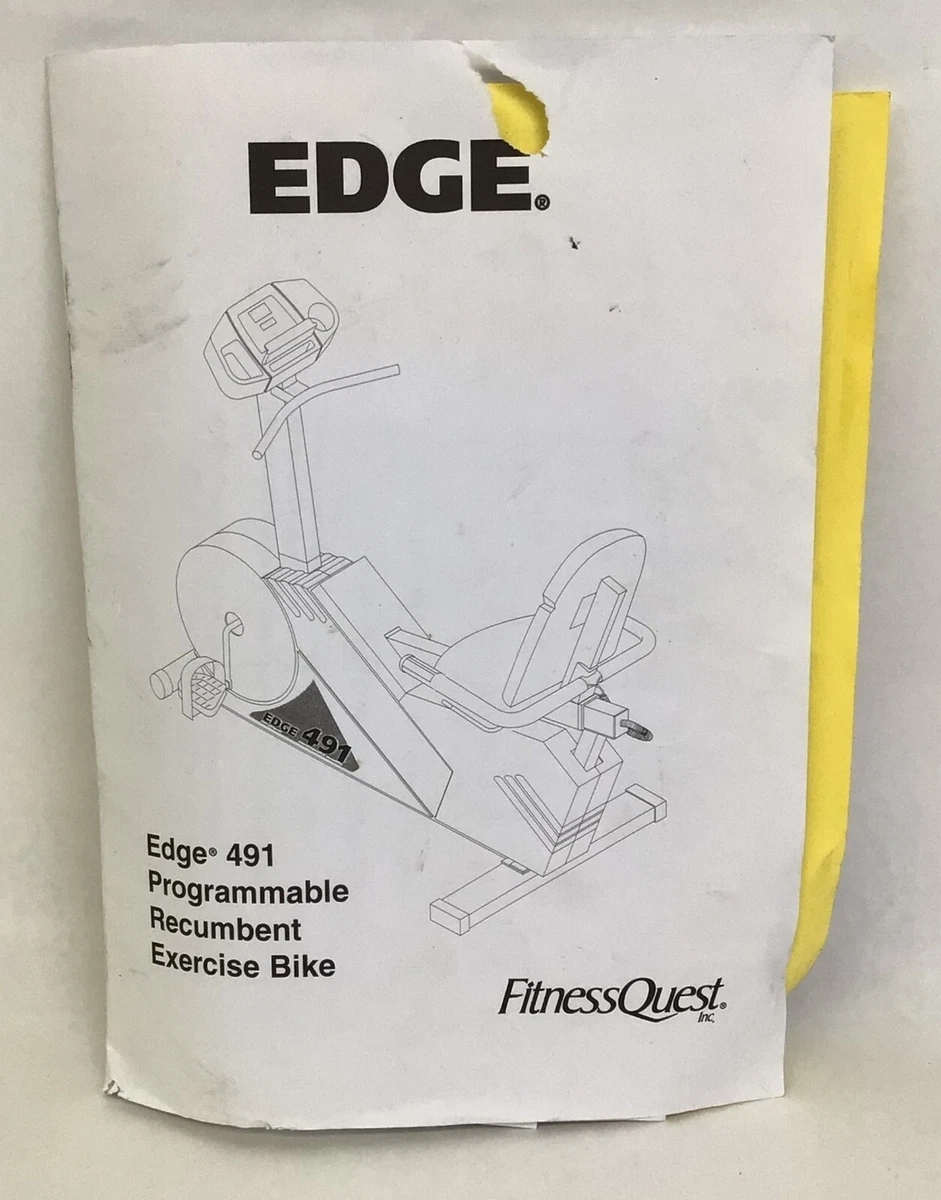 EDGE®
EDGE 491
Edge® 491
Programmable
Recumbent
Exercise Bike
FitnessQuest®
Inc.